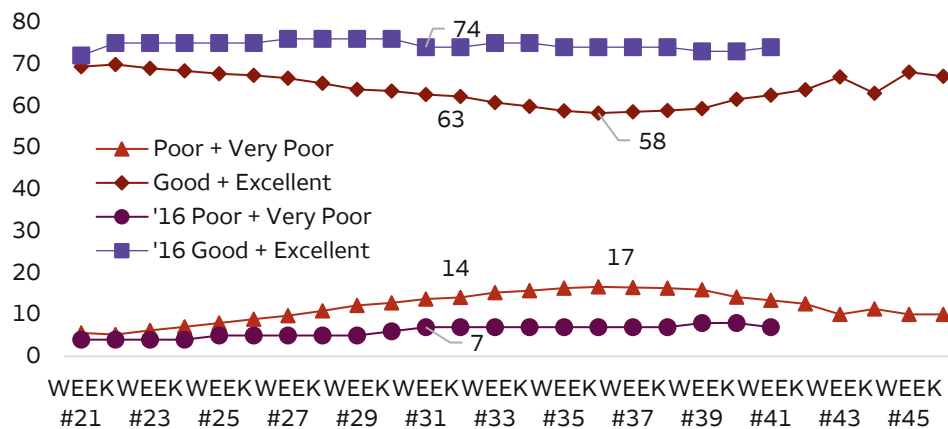 80
70
60
50
40
30
20
10
0
74
63
58
Poor + Very Poor
Good + Excellent
'16 Poor + Very Poor
'16 Good + Excellent
14
17
7
WEEK WEEK WEEK WEEK WEEK WEEK WEEK WEEK WEEK WEEK WEEK WEEK WEEK
#21 #23 #25 #27 #29 #31 #33 #35 #37 #39 #41 #43 #45